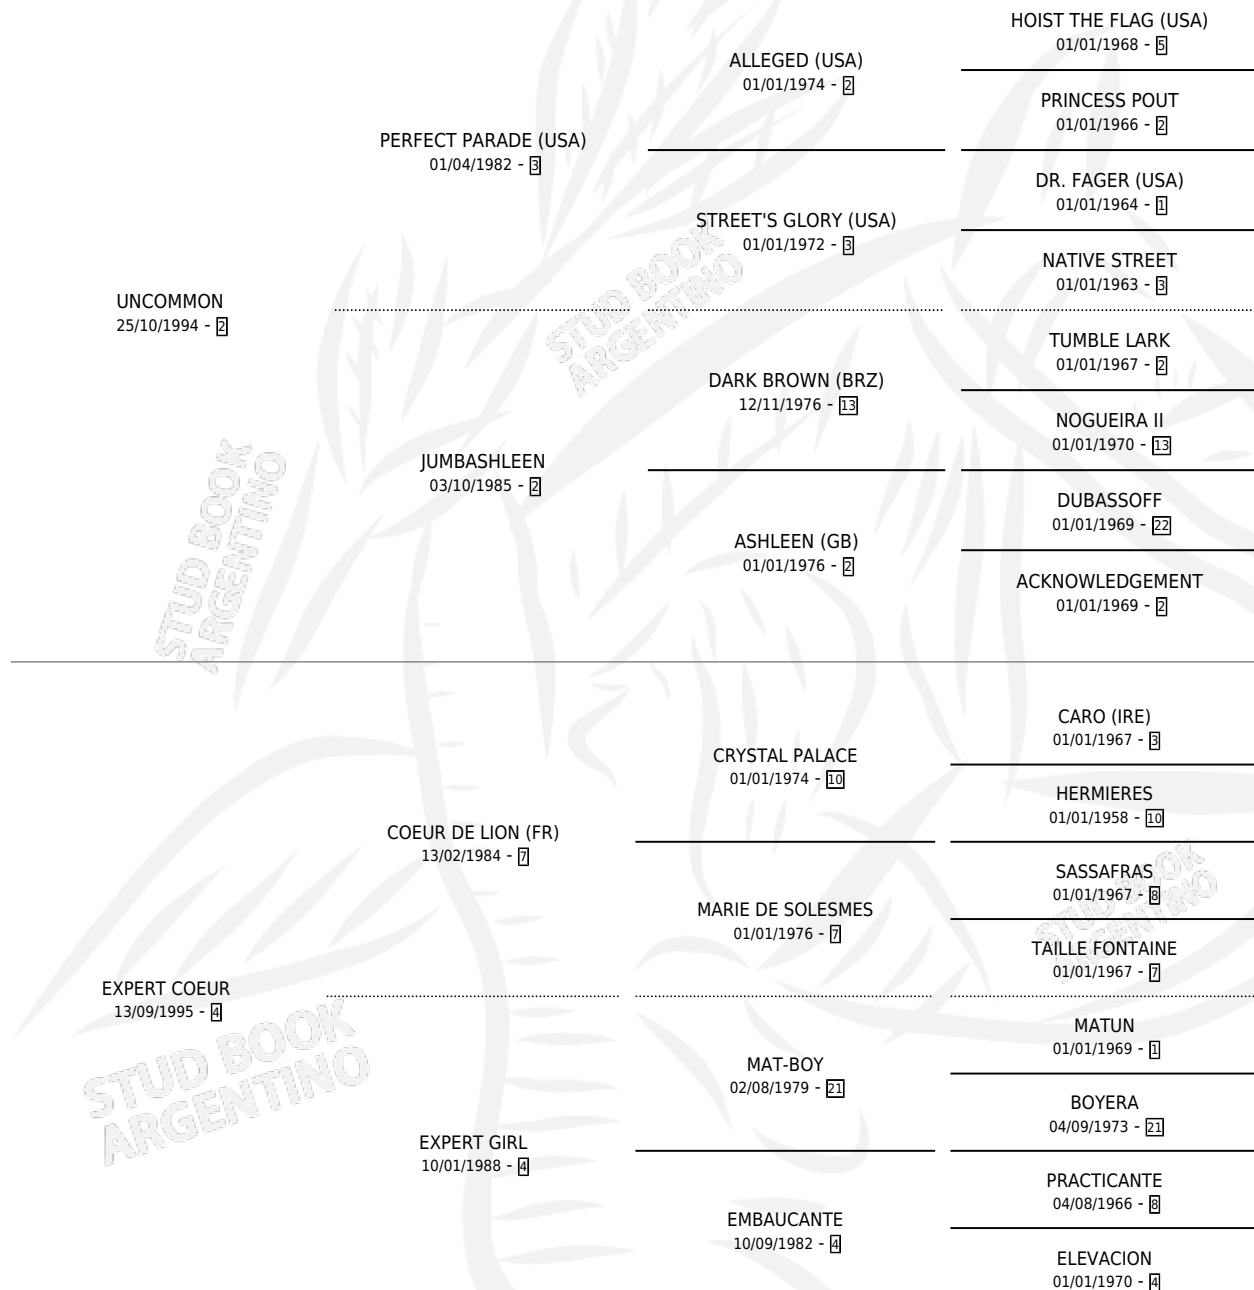 HOIST THE FLAG (USA)
01/01/1968 - 5
ALLEGED (USA)
01/01/1974 - 2
PRINCESS POUT
01/01/1966 - 2
PERFECT PARADE (USA)
01/04/1982 - 3
DR. FAGER (USA)
01/01/1964 - 1
STREET'S GLORY (USA)
01/01/1972 - 3
NATIVE STREET
01/01/1963 - 3
UNCOMMON
25/10/1994 - 2
TUMBLE LARK
01/01/1967 - 2
DARK BROWN (BRZ)
12/11/1976 - 13
NOGUEIRA II
01/01/1970 - 13
JUMBASHLEEN
03/10/1985 - 2
DUBASSOFF
01/01/1969 - 22
ASHLEEN (GB)
01/01/1976 - 2
ACKNOWLEDGEMENT
01/01/1969 - 2
CARO (IRE)
01/01/1967 - 3
CRYSTAL PALACE
01/01/1974 - 10
HERMIERES
01/01/1958 - 10
COEUR DE LION (FR)
13/02/1984 - 7
SASSAFRAS
01/01/1967 - 8
MARIE DE SOLESMES
01/01/1976 - 7
TAILLE FONTAINE
01/01/1967 - 7
EXPERT COEUR
13/09/1995 - 4
MATUN
01/01/1969 - 1
MAT-BOY
02/08/1979 - 21
BOYERA
04/09/1973 - 21
EXPERT GIRL
10/01/1988 - 4
PRACTICANTE
04/08/1966 - 8
EMBAUCANTE
10/09/1982 - 4
ELEVACION
01/01/1970 - 4
STUD BOOK
ARGENTINO
STUD BOOK
ARGENTINO
STUD BOOK
ARGENTINO
STUD BOOK
ARGENTINO